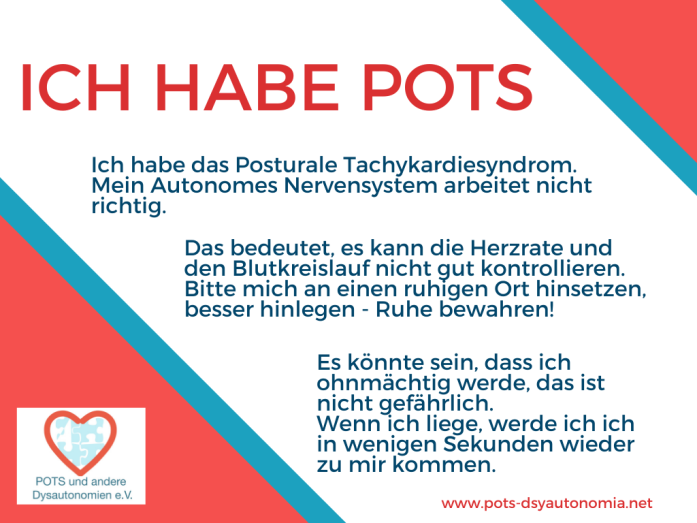 ICH HABE POTS
Ich habe das Posturale Tachykardiesyndrom.
Mein Autonomes Nervensystem arbeitet nicht
richtig.
Das bedeutet, es kann die Herzrate und
den Blutkreislauf nicht gut kontrollieren.
Bitte mich an einen ruhigen Ort hinsetzen,
besser hinlegen - Ruhe bewahren!
Es könnte sein, dass ich
ohnmächtig werde, das ist
nicht gefährlich.
Wenn ich liege, werde ich ich
in wenigen Sekunden wieder
zu mir kommen.
POTS und andere
Dysautonomien e.V.
www.pots-dsyautonomia.net